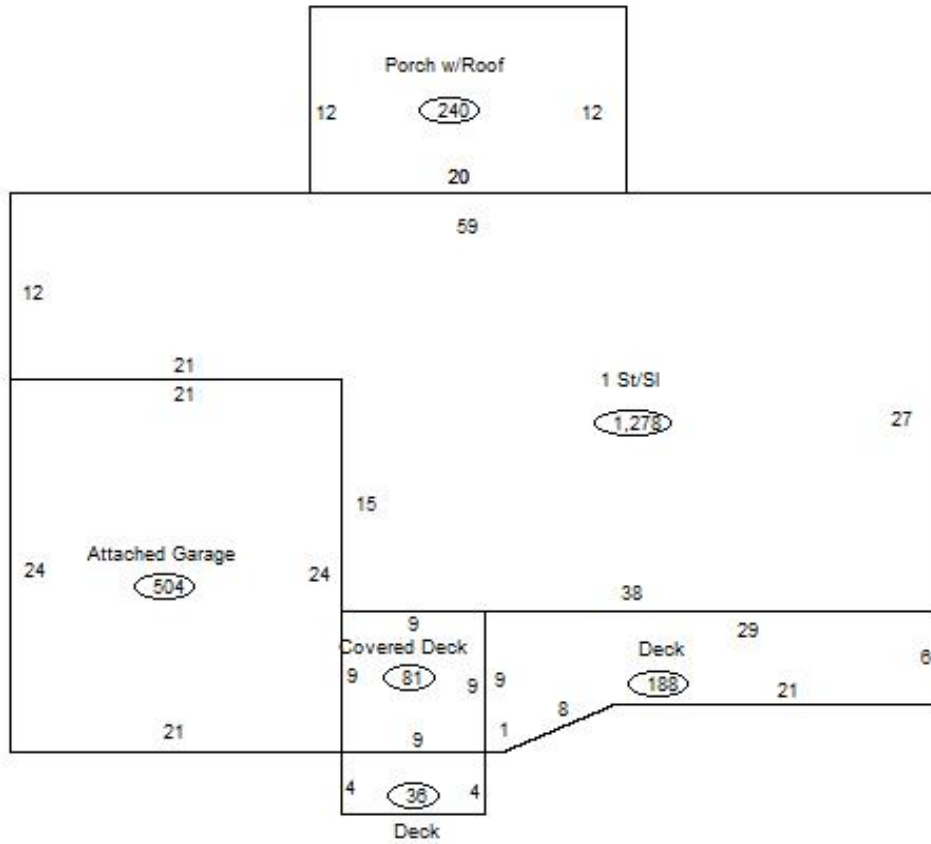 Porch w/Roof
12 240 12
20
59
12
21
21
1 St/Sl
1,278
27
15
Attached Garage
24 504 24
38
9
29
Covered Deck
Deck
6
9 81 9
9
188
21
8
21
9
1
4 36 4
Deck